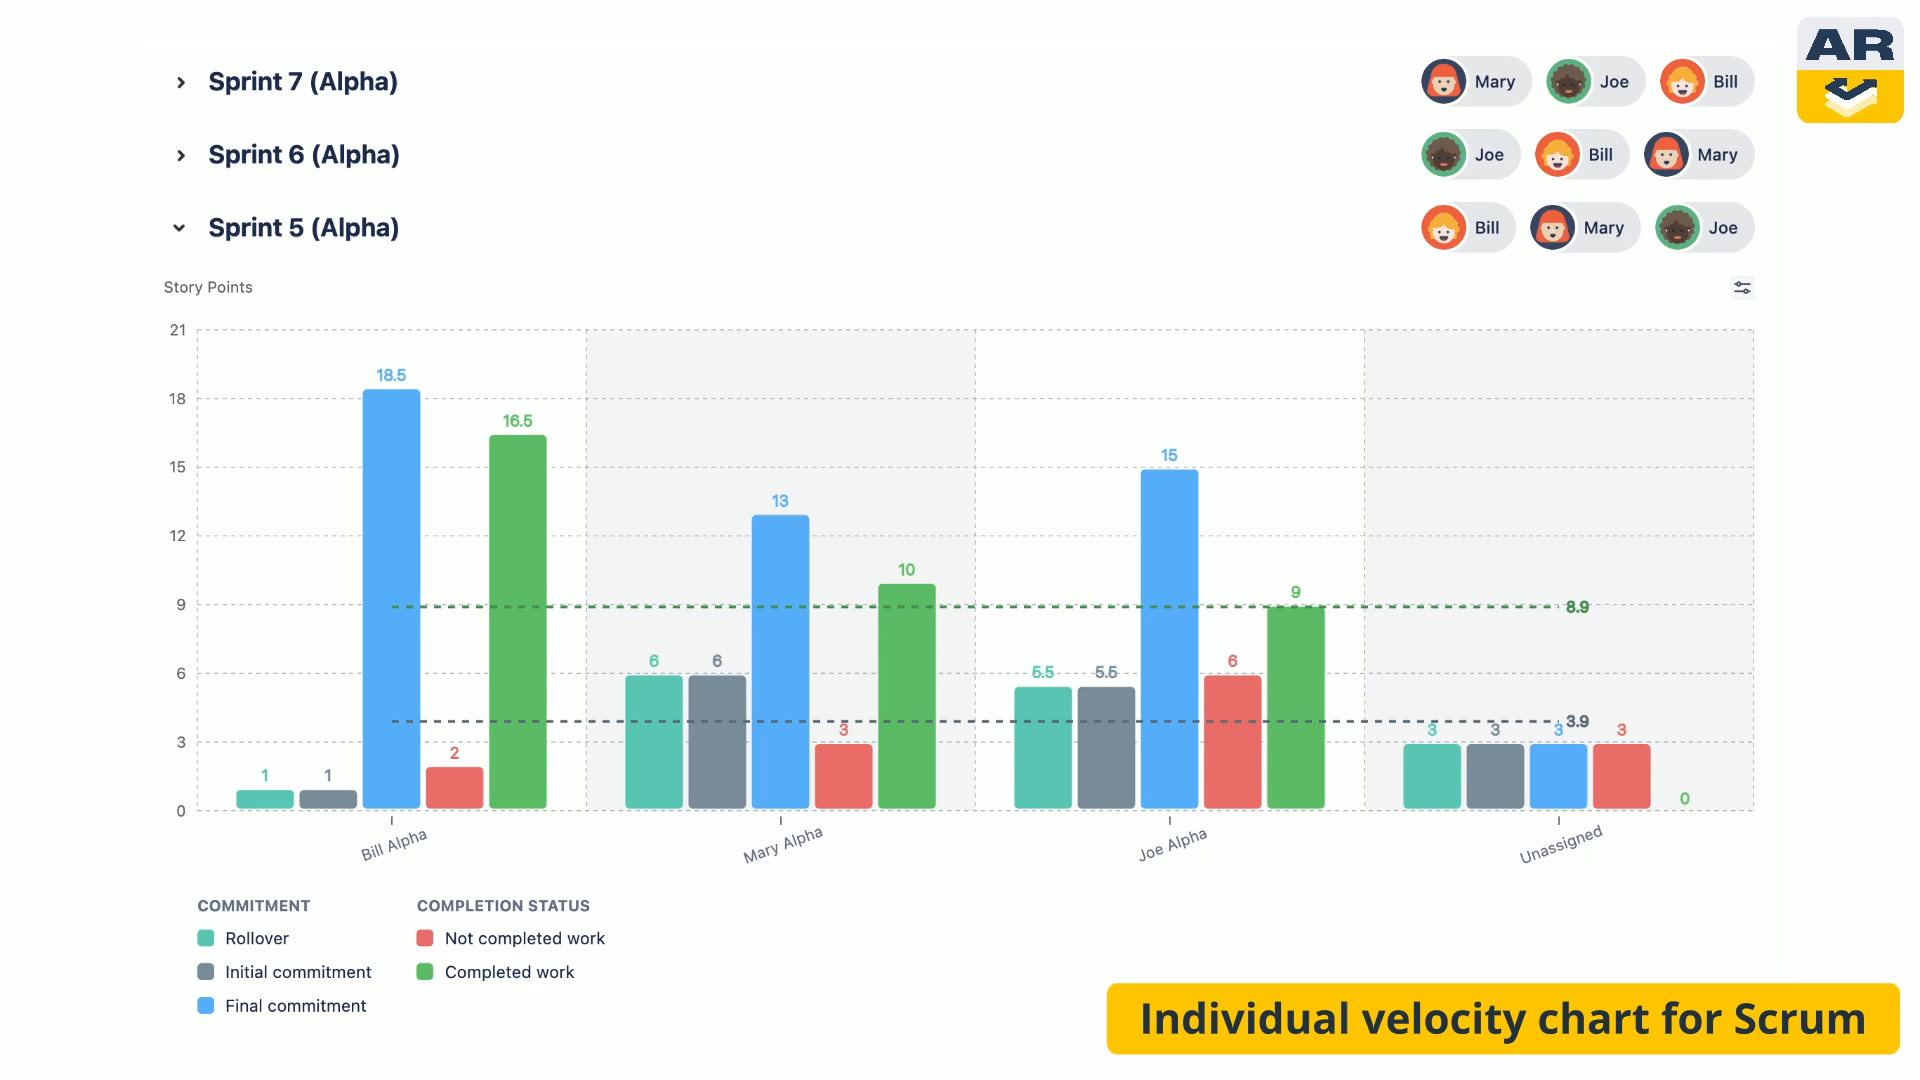 AR
Sprint 7 (Alpha)
Mary Joe Bill
Sprint 6 (Alpha)
Joe Bill Mary
Sprint 5 (Alpha)
Bill Mary Joe
Story Points
21
18
15
12
9
6
3
0
1 1 18.5 2 16.5
6 6 13 3 10
5.5 5.5 15 6 9
3 3 3 3 0
8.9
3.9
Bill Alpha
Mary Alpha
Joe Alpha
Unassigned
COMMITMENT
Rollover
Initial commitment
Final commitment
COMPLETION STATUS
Not completed work
Completed work
Individual velocity chart for Scrum